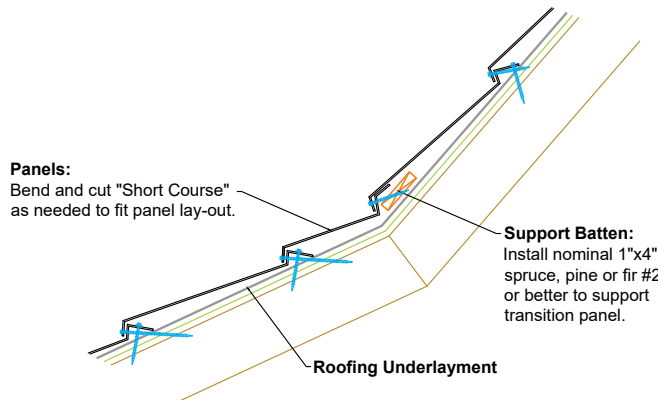 Panels:
Bend and cut "Short Course"
as needed to fit panel lay-out.
Support Batten:
Install nominal 1"x4"
spruce, pine or fir #2
or better to support
transition panel.
Roofing Underlayment